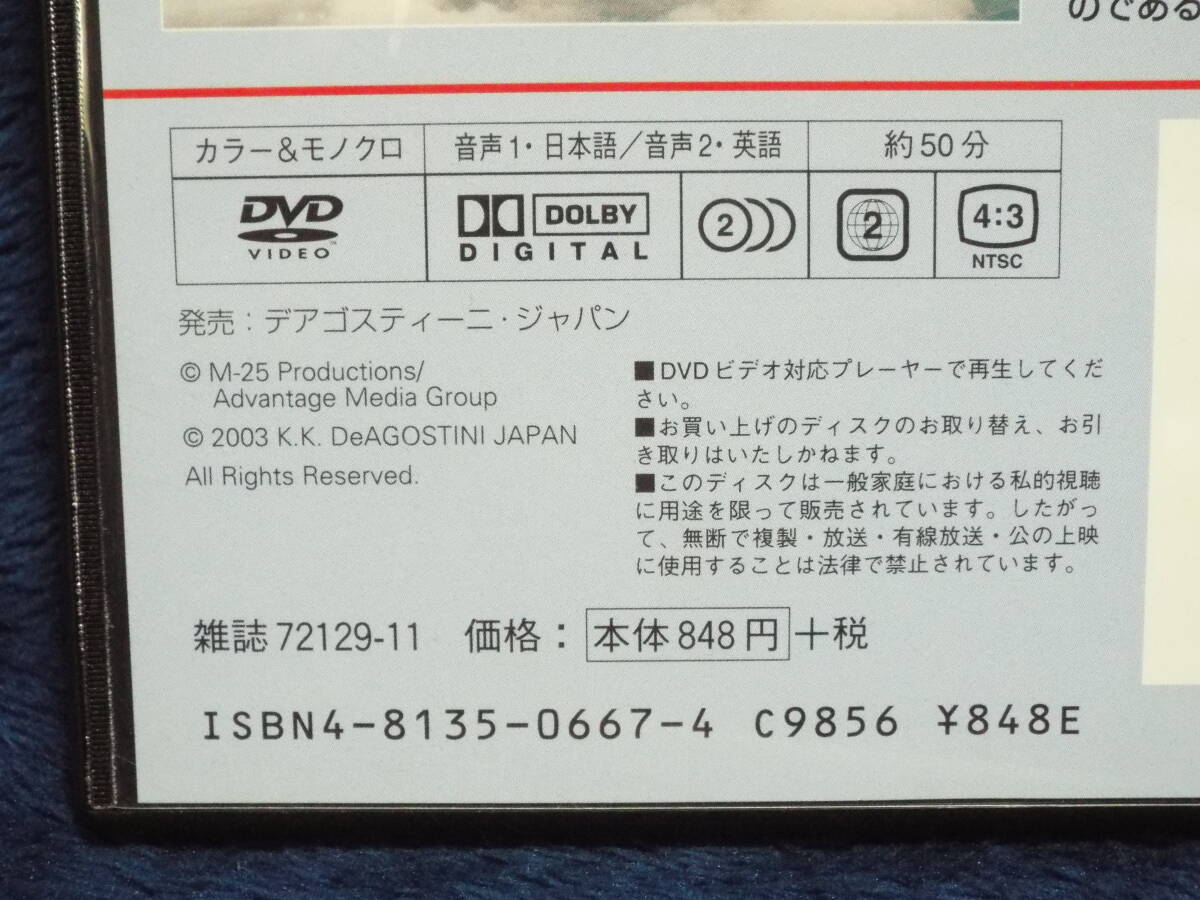 のである
カラー＆モノクロ 音声1・日本語／音声2・英語 約50分
DVD VIDEO™ DOLBY DIGITAL 2 2 4:3 NTSC
発売：デアゴスティーニ・ジャパン
© M-25 Productions/
Advantage Media Group
© 2003 K.K. DeAGOSTINI JAPAN
All Rights Reserved.
■DVDビデオ対応プレーヤーで再生してくだ
さい。
■お買い上げのディスクのお取り替え、お引
き取りはいたしかねます。
■このディスクは一般家庭における私的視聴
に用途を限って販売されています。したがっ
て、無断で複製・放送・有線放送・公の上映
に使用することは法律で禁止されています。
雑誌 72129-11 価格：本体848円＋税
ISBN4-8135-0667-4 C9856 ¥848E